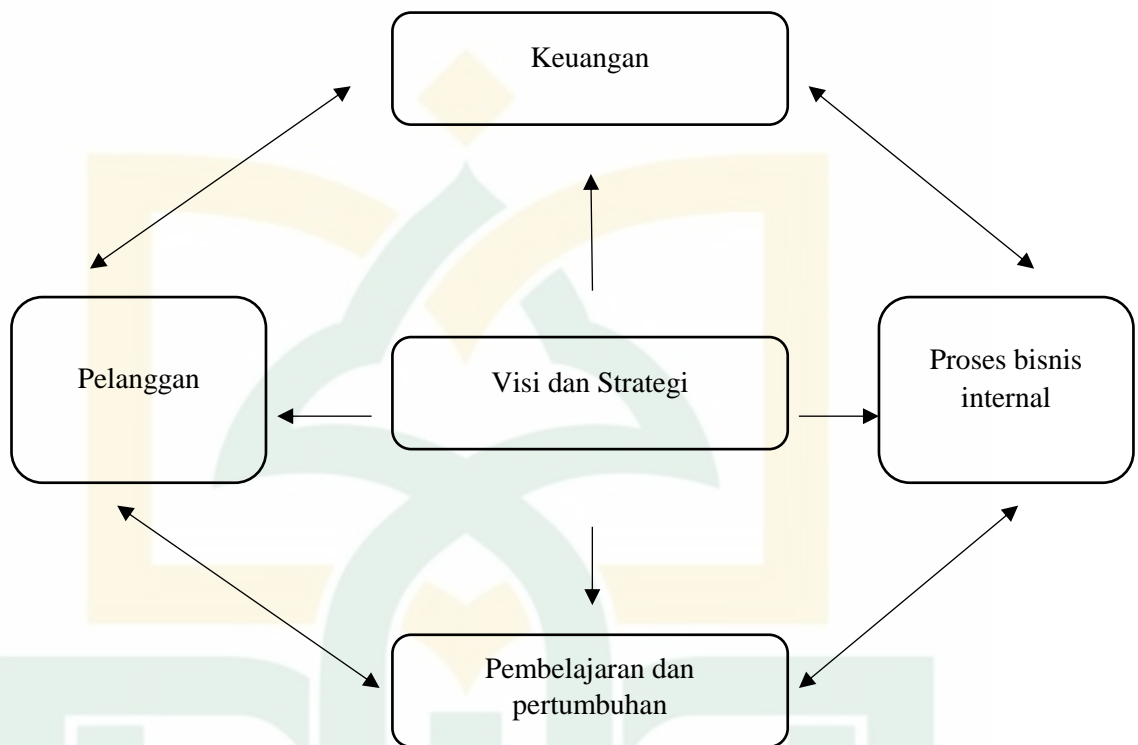 Keuangan
Pelanggan
Visi dan Strategi
Proses bisnis
internal
Pembelajaran dan
pertumbuhan